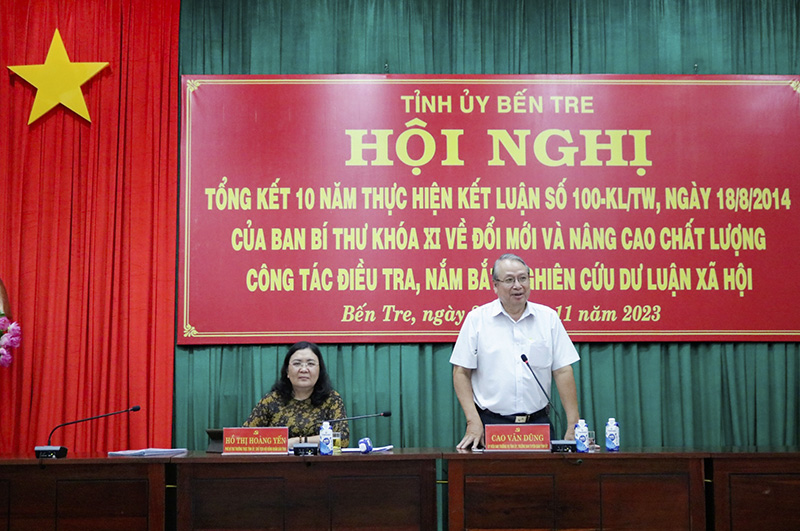 TỈNH ỦY BẾN TRE
HỘI NGHỊ
TỔNG KẾT 10 NĂM THỰC HIỆN KẾT LUẬN SỐ 100-KL/TW, NGÀY 18/8/2014
CỦA BAN BÍ THƯ KHÓA XI VỀ ĐỔI MỚI VÀ NÂNG CAO CHẤT LƯỢNG
CÔNG TÁC ĐIỀU TRA, NẮM BẮT NGHIÊN CỨU DƯ LUẬN XÃ HỘI
Bến Tre, ngày 11 năm 2023
HỒ THỊ HOÀNG YẾN
CAO VĂN DŨNG